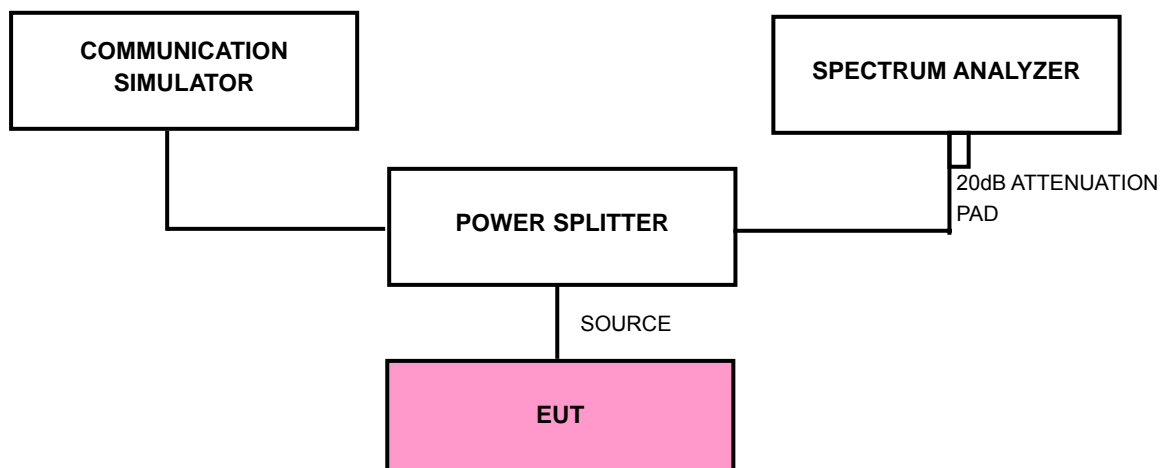 COMMUNICATION
SIMULATOR
SPECTRUM ANALYZER
20dB ATTENUATION
PAD
POWER SPLITTER
SOURCE
EUT